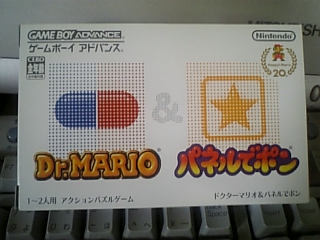 GAME BOY ADVANCE
ゲームボーイ アドバンス
Nintendo
CERO
全年齢
20th
Dr.MARIO
&
パネルでポン
1〜2人用 アクションパズルゲーム
ドクターマリオ&パネルでポン